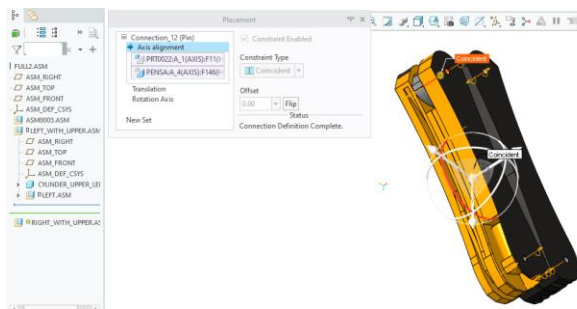 Placement
Connection_12 (Pin)
Axis alignment
PRT0022:A_1(AXIS):F11(
PENSA:A_4(AXIS):F146(
Translation
Rotation Axis
New Set
Constraint Enabled
Constraint Type
Coincident
Offset
0.00
Flip
Status
Connection Definition Complete.
FULL2.ASM
ASM_RIGHT
ASM_TOP
ASM_FRONT
ASM_DEF_CSYS
ASM0003.ASM
LEFT_WITH_UPPER.ASM
ASM_RIGHT
ASM_TOP
ASM_FRONT
ASM_DEF_CSYS
CYLINDER_UPPER_LE
LEFT.ASM
RIGHT_WITH_UPPER.AS
Coincident
Coincident